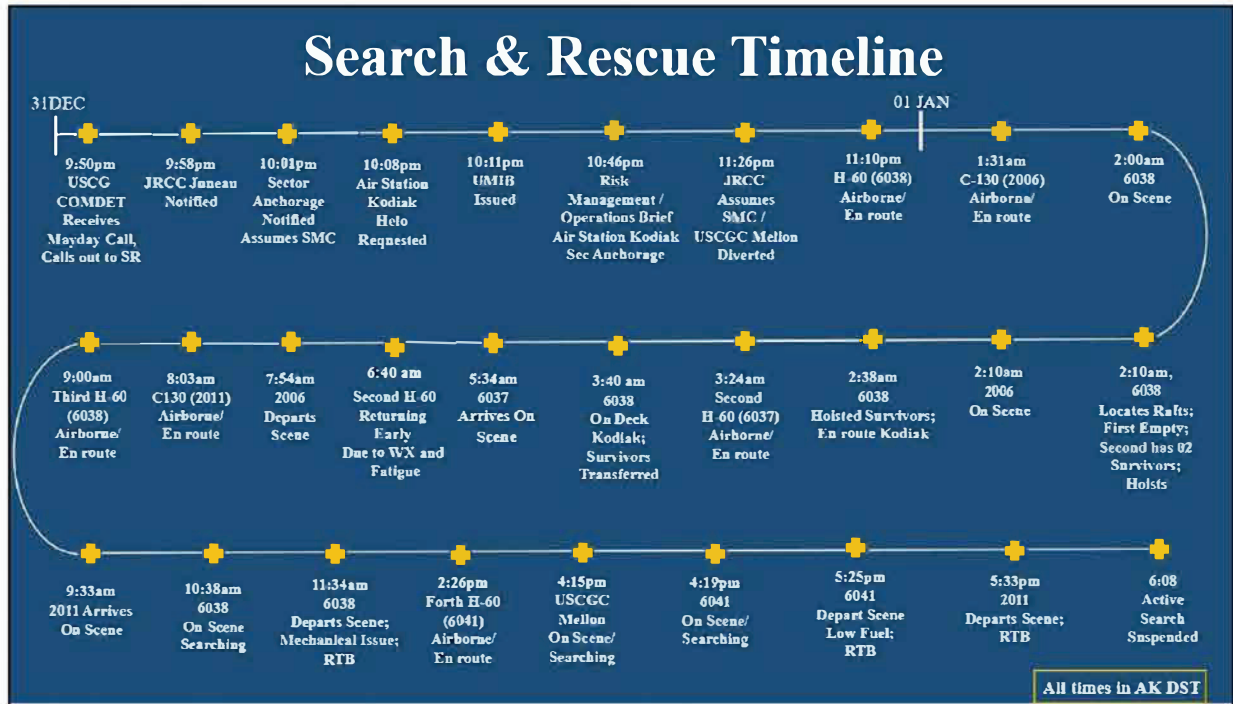 Search & Rescue Timeline
31DEC
01 JAN
9:50pm
USCG
COMDET
Receives
Mayday Call,
Calls out to SR
9:58pm
JRCC Juneau
Notified
10:01pm
Sector
Anchorage
Notified
Assumes SMC
10:08pm
Air Station
Kodiak
Helo
Requested
10:11pm
UMIB
Issued
10:46pm
Risk
Management /
Operations Brief
Air Station Kodiak
Sec Anchorage
11:26pm
JRCC
Assumes
SMC /
USCGC Mellon
Diverted
11:10pm
H-60 (6038)
Airborne/
En route
1:31am
C-130 (2006)
Airborne/
En route
2:00am
6038
On Scene
9:00am
Third H-60
(6038)
Airborne/
En route
8:03am
C130 (2011)
Airborne/
En route
7:54am
2006
Departs
Scene
6:40 am
Second H-60
Returning
Early
Due to WX and
Fatigue
5:34am
6037
Arrives On
Scene
3:40 am
6038
On Deck
Kodiak;
Survivors
Transferred
3:24am
Second
H-60 (6037)
Airborne/
En route
2:38am
6038
Hoisted Survivors;
En route Kodiak
2:10am
2006
On Scene
2:10am,
6038
Locates Rafts;
First Empty;
Second has 02
Survivors;
Hoists
9:33am
2011 Arrives
On Scene
10:38am
6038
On Scene
Searching
11:34am
6038
Departs Scene;
Mechanical Issue;
RTB
2:26pm
Forth H-60
(6041)
Airborne/
En route
4:15pm
USCGC
Mellon
On Scene/
Searching
4:19pm
6041
On Scene/
Searching
5:25pm
6041
Depart Scene
Low Fuel;
RTB
5:33pm
2011
Departs Scene;
RTB
6:08
Active
Search
Suspended
All times in AK DST